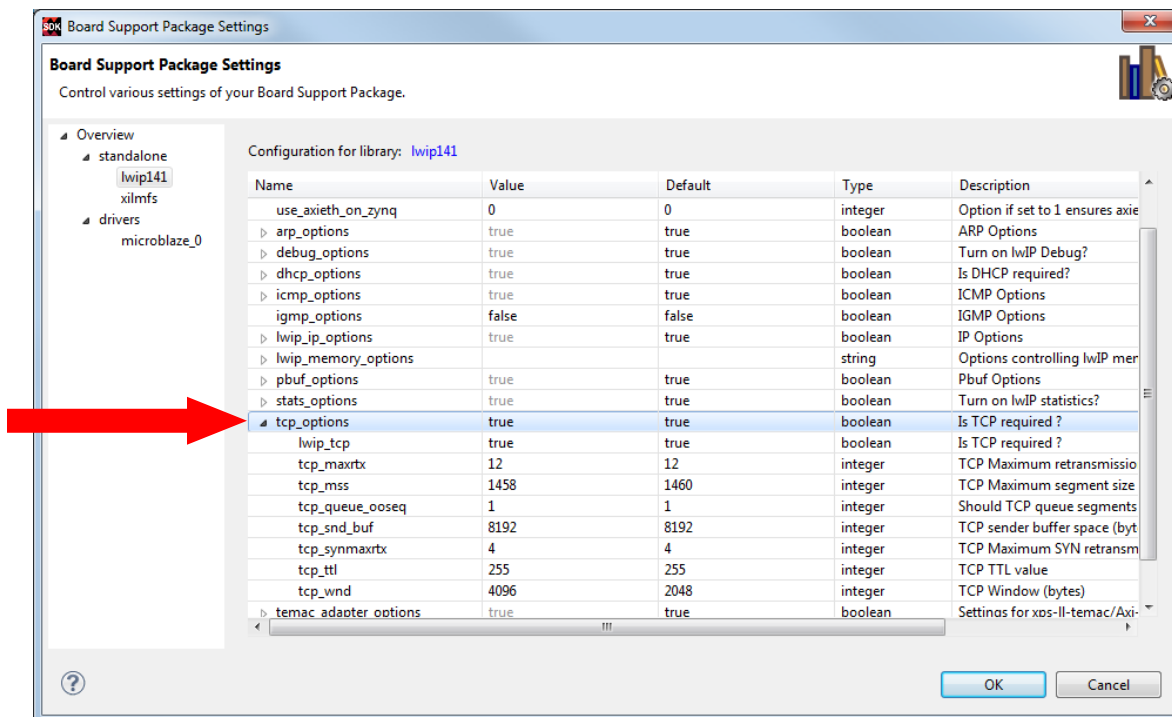 SDK Board Support Package Settings
Board Support Package Settings
Control various settings of your Board Support Package.
Overview
standalone
lwip141
xilmfs
drivers
microblaze_0
Configuration for library: lwip141
Name Value Default Type Description
use_axieth_on_zynq 0 0 integer Option if set to 1 ensures axie
arp_options true true boolean ARP Options
debug_options true true boolean Turn on lwIP Debug?
dhcp_options true true boolean Is DHCP required?
icmp_options true true boolean ICMP Options
igmp_options false false boolean IGMP Options
lwip_ip_options true true boolean IP Options
lwip_memory_options string Options controlling lwIP mem
pbuf_options true true boolean Pbuf Options
stats_options true true boolean Turn on lwIP statistics?
tcp_options true true boolean Is TCP required ?
lwip_tcp true true boolean Is TCP required ?
tcp_maxrtx 12 12 integer TCP Maximum retransmissio
tcp_mss 1458 1460 integer TCP Maximum segment size
tcp_queue_ooseq 1 1 integer Should TCP queue segments
tcp_snd_buf 8192 8192 integer TCP sender buffer space (byt
tcp_synmaxrtx 4 4 integer TCP Maximum SYN retransm
tcp_ttl 255 255 integer TCP TTL value
tcp_wnd 4096 2048 integer TCP Window (bytes)
temac_adapter_options true true boolean Settings for xps-ll-temac/Axi-
OK Cancel